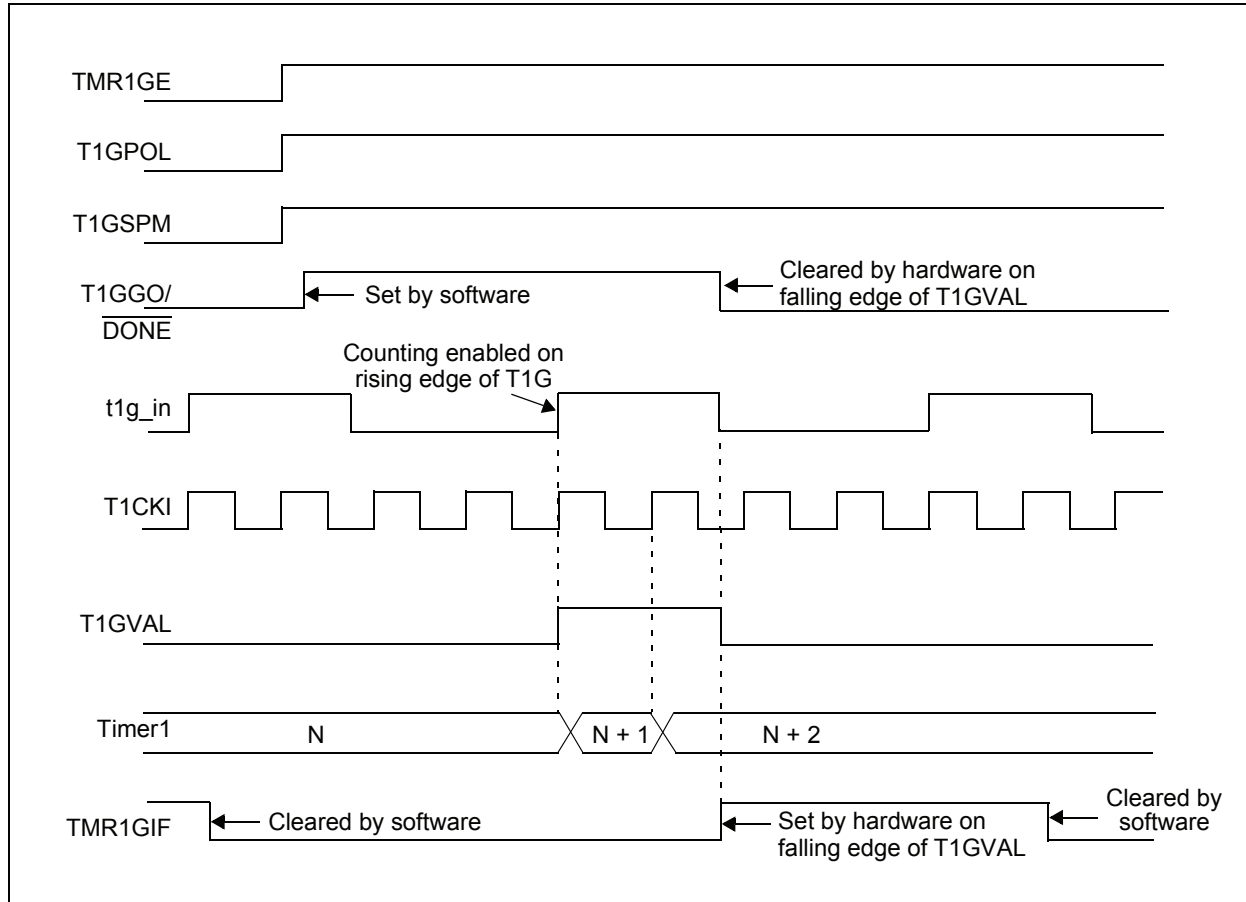 TMR1GE
T1GPOL
T1GSPM
T1GGO/
DONE
Set by software
Cleared by hardware on
falling edge of T1GVAL
Counting enabled on
rising edge of T1G
t1g_in
T1CKI
T1GVAL
Timer1
N
N + 1
N + 2
TMR1GIF
Cleared by software
Set by hardware on
falling edge of T1GVAL
Cleared by
software